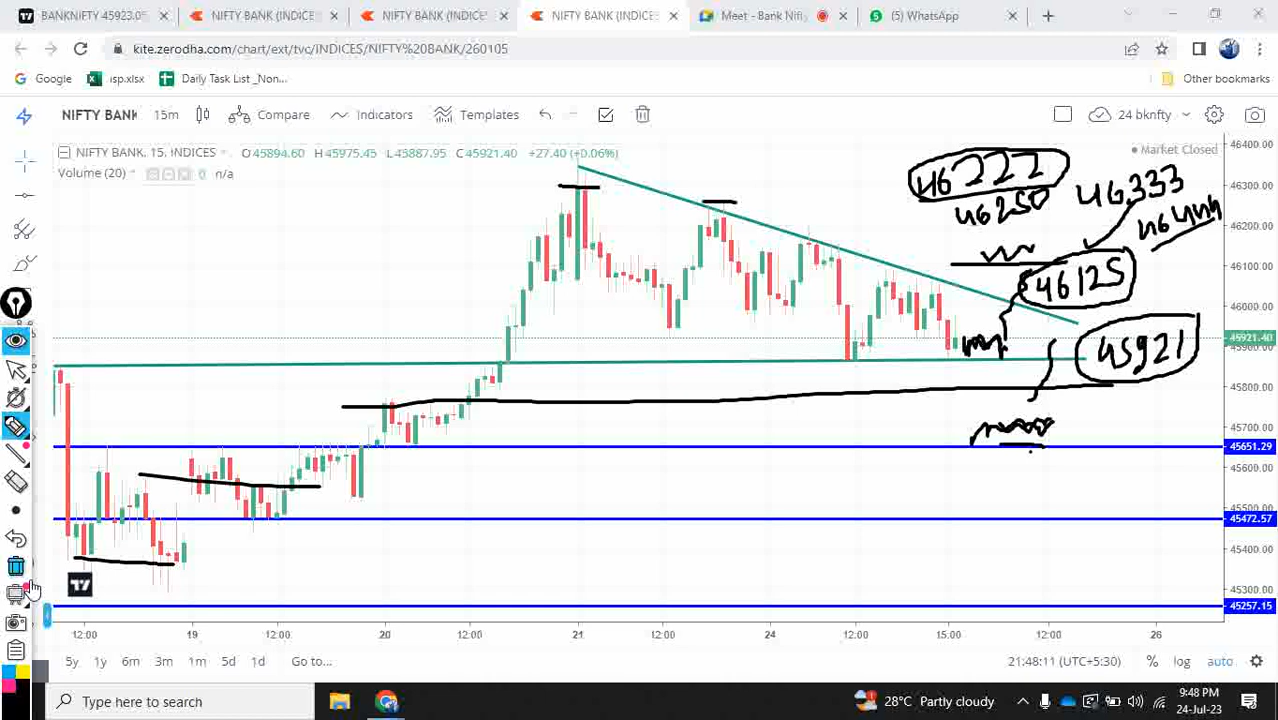 BANKNIFTY 45923.05
NIFTY BANK (INDICE
NIFTY BANK (INDICE
NIFTY BANK (INDICE
Meet - Bank Nift
(5) WhatsApp
kite.zerodha.com/chart/ext/tvc/INDICES/NIFTY%20BANK/260105
Google
isp.xlsx
Daily Task List _Non...
Other bookmarks
NIFTY BANK
15m
Compare
Indicators
Templates
24 bknfty
NIFTY BANK, 15, INDICES
O45894.60 H45975.45 L45887.95 C45921.40 +27.40 (+0.06%)
Market Closed
Volume (20)
0 n/a
46222
46250
46333
46444
46125
45921
46400.00
46300.00
46200.00
46100.00
46000.00
45921.40
45800.00
45700.00
45651.29
45600.00
45500.00
45472.57
45400.00
45300.00
45257.15
12:00
19
12:00
20
12:00
21
12:00
24
12:00
15:00
12:00
26
5y
1y
6m
3m
1m
5d
1d
Go to...
21:48:11 (UTC+5:30)
%
log
auto
Type here to search
28°C Partly cloudy
9:48 PM
24-Jul-23